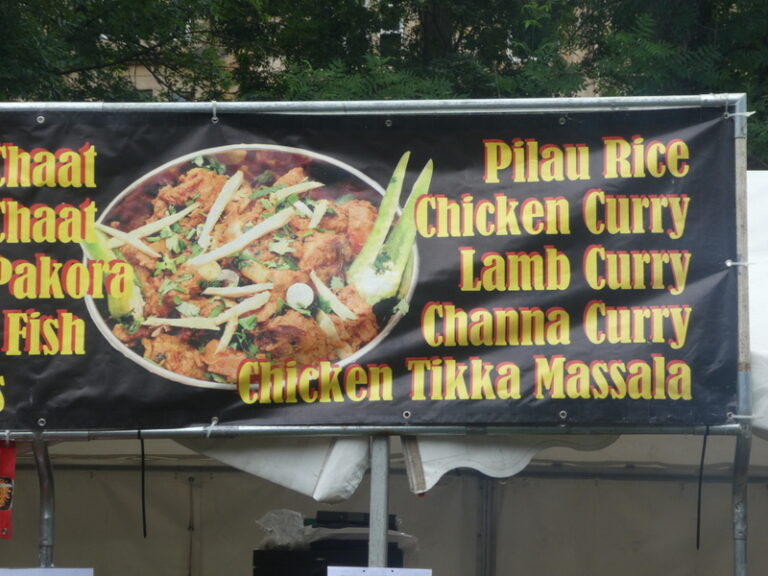 Chaat
Chaat
Pakora
Fish
s
Pilau Rice
Chicken Curry
Lamb Curry
Channa Curry
Chicken Tikka Massala